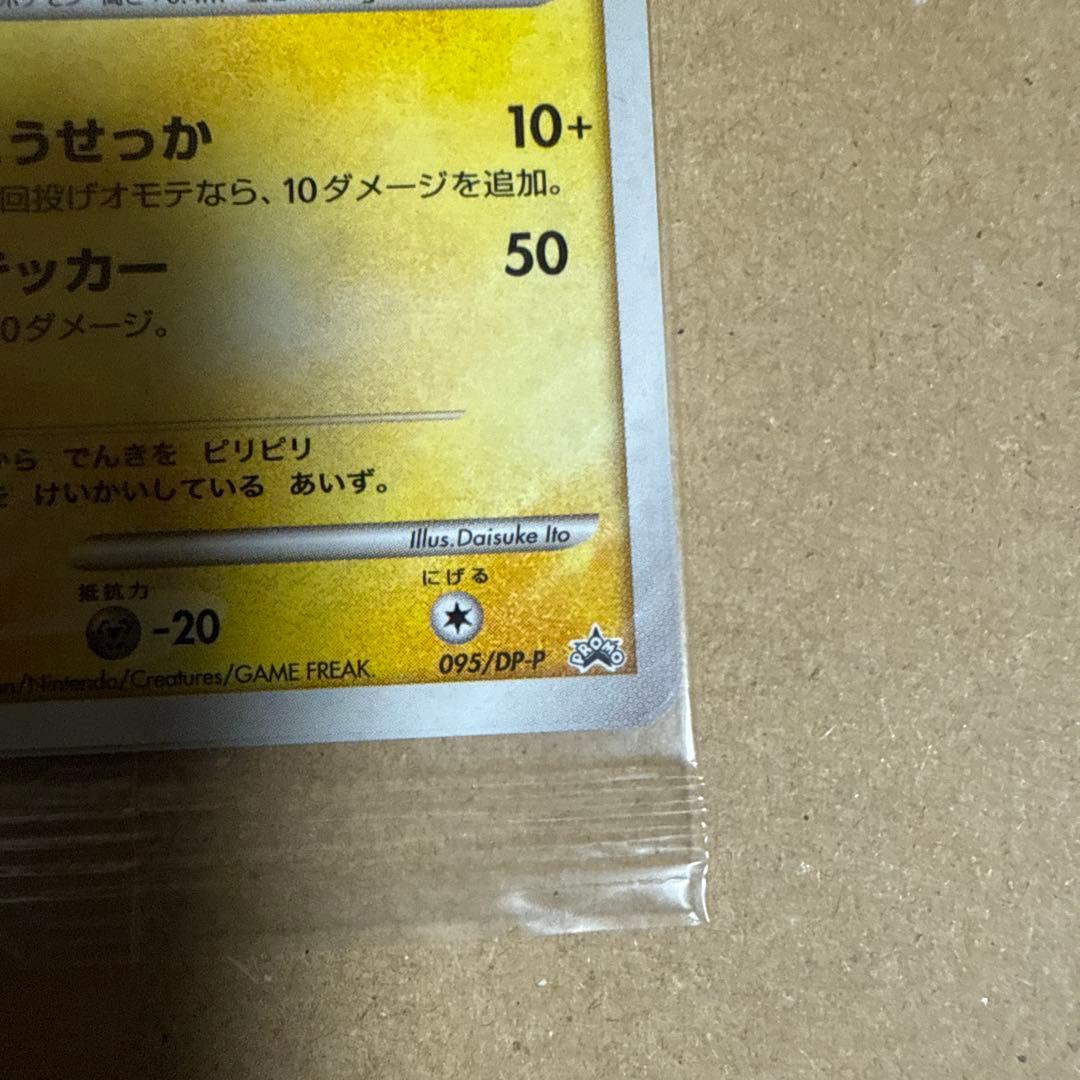 うせっか 10+
回投げオモテなら、10ダメージを追加。
ッカー 50
0ダメージ。
から でんきを ピリピリ
を けいかいしている あいず。
Illus.Daisuke Ito
抵抗力 にげる
-20
095/DP-P PROMO
/Nintendo/Creatures/GAME FREAK.